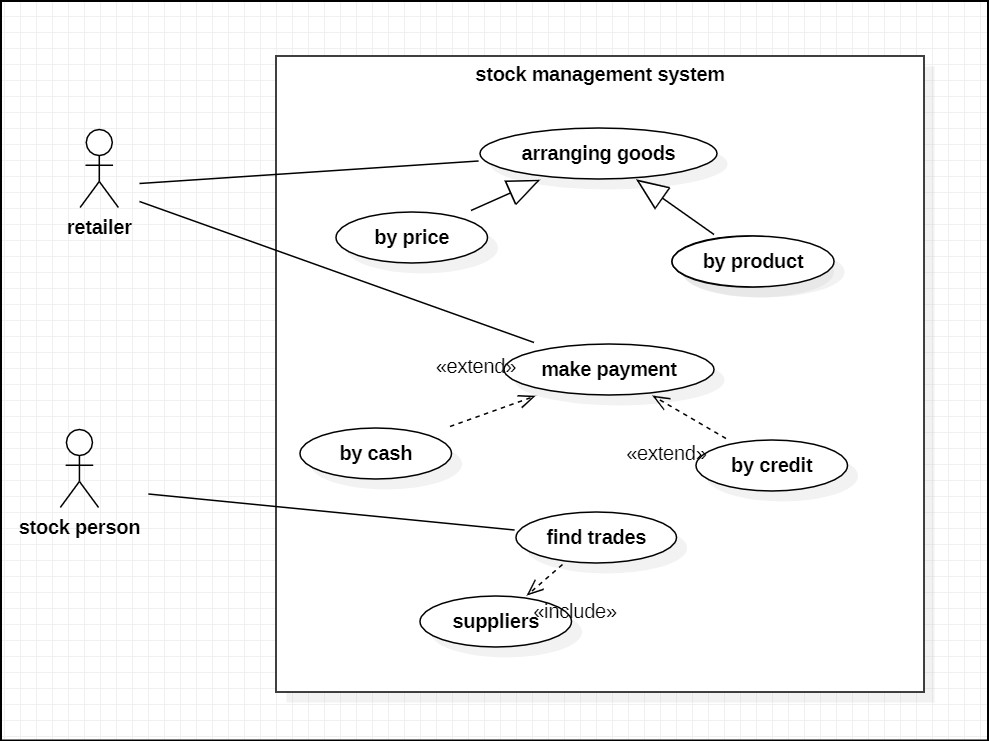 stock management system
arranging goods
retailer
by price
by product
«extend»
make payment
by cash
«extend»
by credit
stock person
find trades
«include»
suppliers